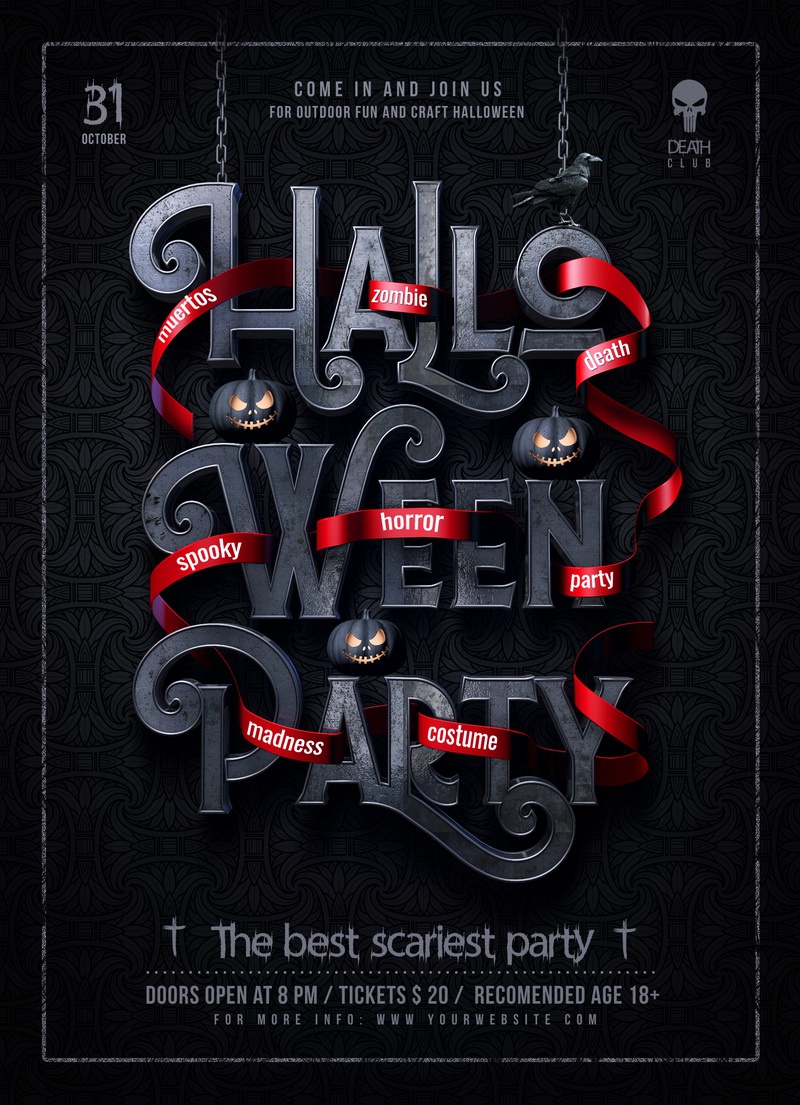 31
OCTOBER
COME IN AND JOIN US
FOR OUTDOOR FUN AND CRAFT HALLOWEEN
DEATH
CLUB
HALLO
muertos
zombie
death
WEEN
horror
spooky
party
PARTY
madness
costume
The best scariest party
DOORS OPEN AT 8 PM / TICKETS $ 20 / RECOMENDED AGE 18+
FOR MORE INFO: WWW YOURWEBSITE COM